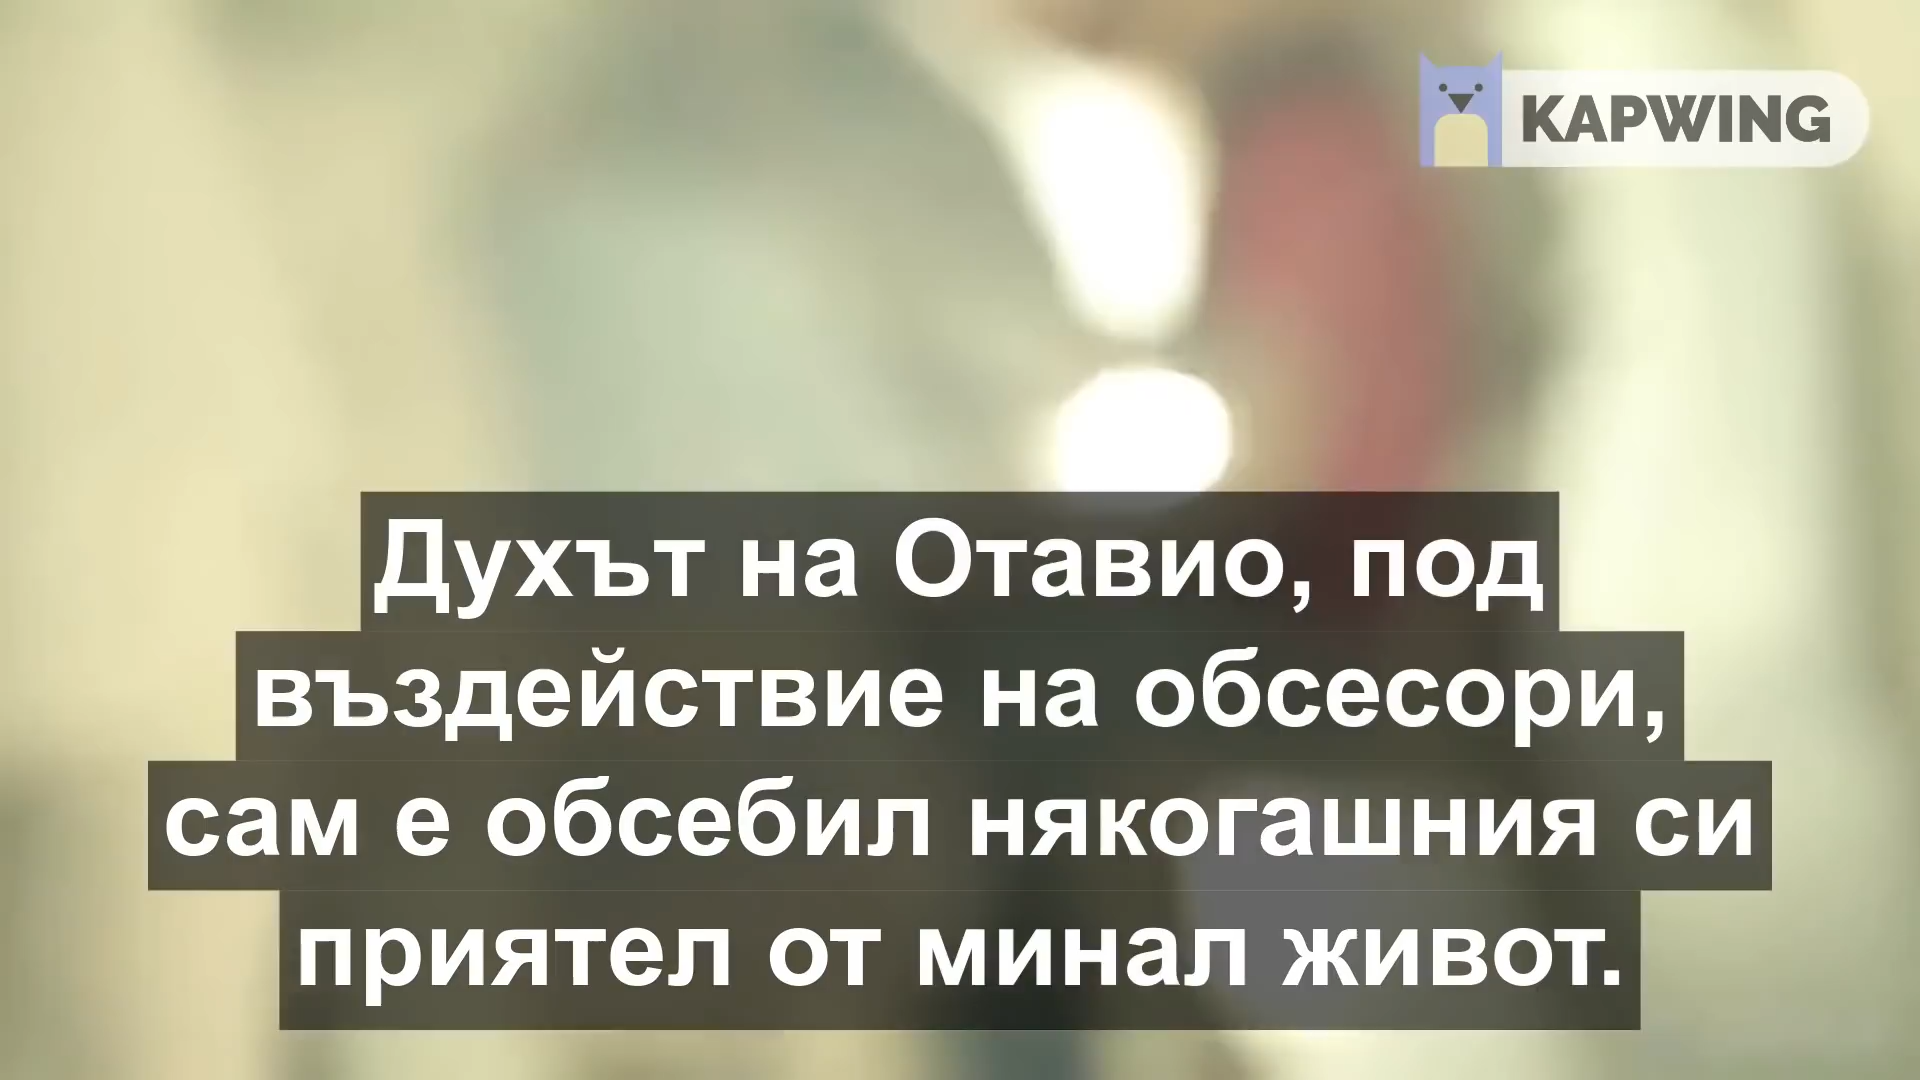 KAPWING
Духът на Отавио, под
въздействие на обсесори,
сам е обсебил някогашния си
приятел от минал живот.